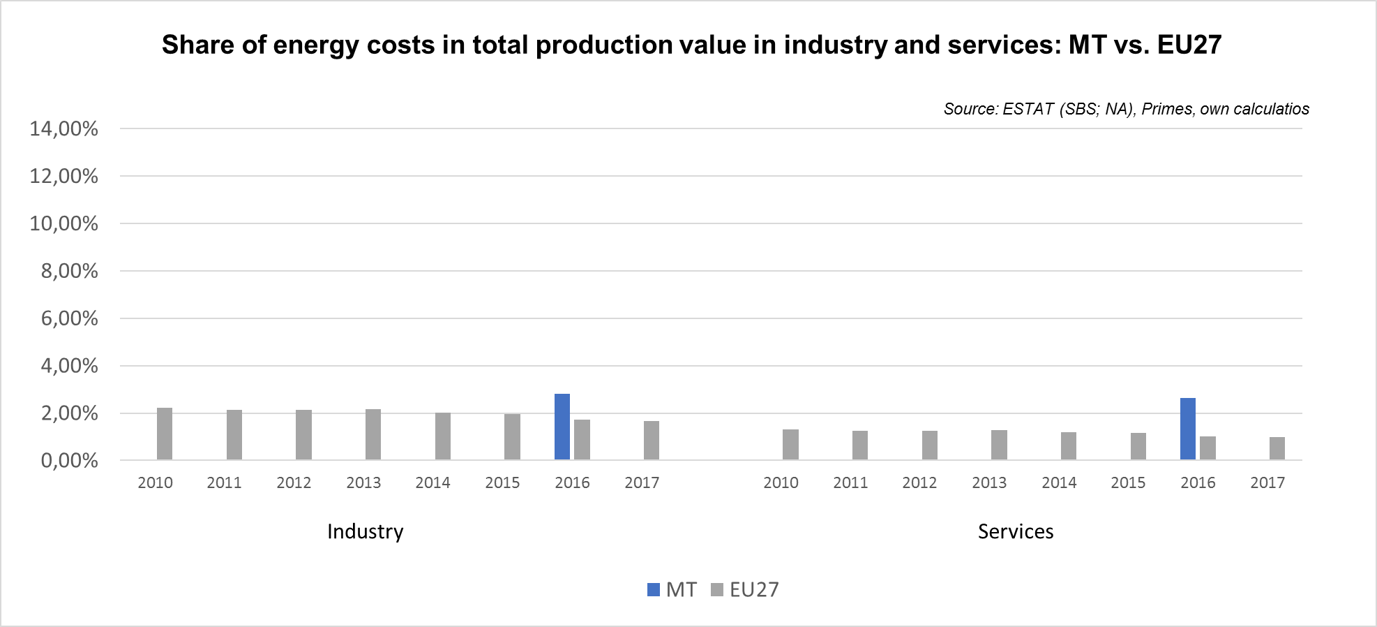 Share of energy costs in total production value in industry and services: MT vs. EU27
Source: ESTAT (SBS; NA), Primes, own calculatios
14,00%
12,00%
10,00%
8,00%
6,00%
4,00%
2,00%
0,00%
2010 2011 2012 2013 2014 2015 2016 2017 2010 2011 2012 2013 2014 2015 2016 2017
Industry Services
MT EU27